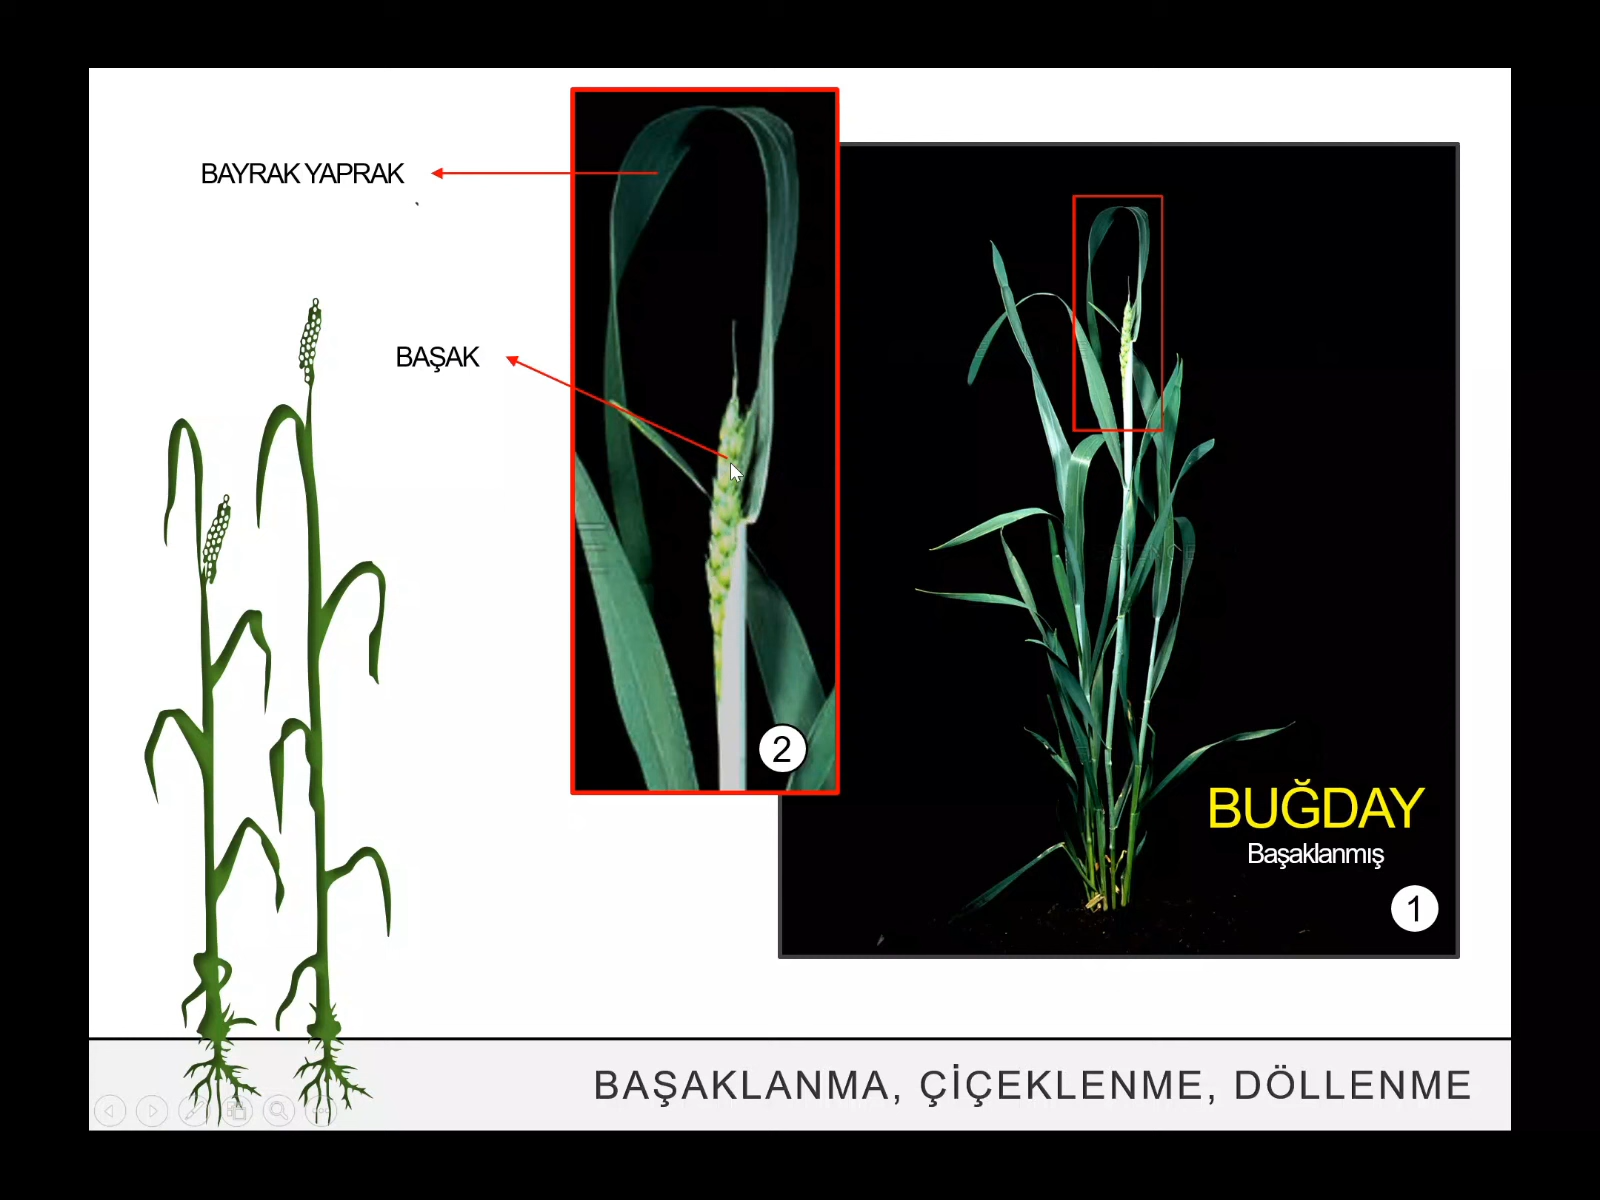 BAYRAK YAPRAK
BAŞAK
2
BUĞDAY
Başaklanmış
1
BAŞAKLANMA, ÇİÇEKLENME, DÖLLENME